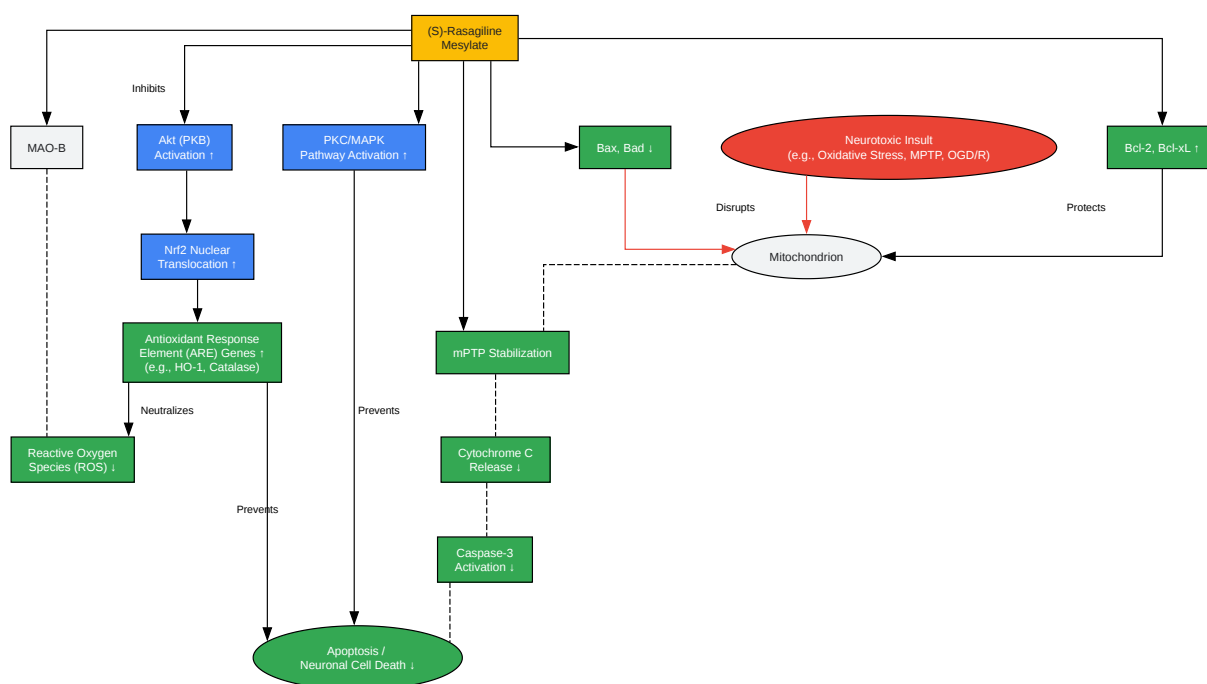 (S)-Rasagiline
Mesylate
Inhibits
MAO-B
Akt (PKB)
Activation ↑
PKC/MAPK
Pathway Activation ↑
Bax, Bad ↓
Neurotoxic Insult
(e.g., Oxidative Stress, MPTP, OGD/R)
Bcl-2, Bcl-xL ↑
Disrupts
Protects
Nrf2 Nuclear
Translocation ↑
Mitochondrion
Antioxidant Response
Element (ARE) Genes ↑
(e.g., HO-1, Catalase)
mPTP Stabilization
Neutralizes
Prevents
Reactive Oxygen
Species (ROS) ↓
Cytochrome C
Release ↓
Prevents
Caspase-3
Activation ↓
Apoptosis /
Neuronal Cell Death ↓